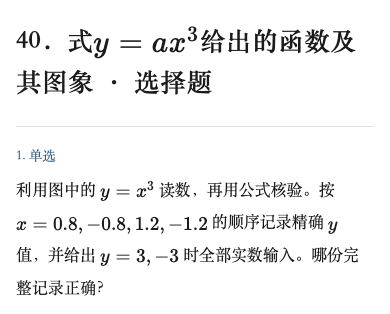 40．式y = ax³给出的函数及
其图象 · 选择题
1. 单选
利用图中的 y = x³ 读数，再用公式核验。按
x = 0.8, −0.8, 1.2, −1.2 的顺序记录精确 y
值，并给出 y = 3, −3 时全部实数输入。哪份完
整记录正确?